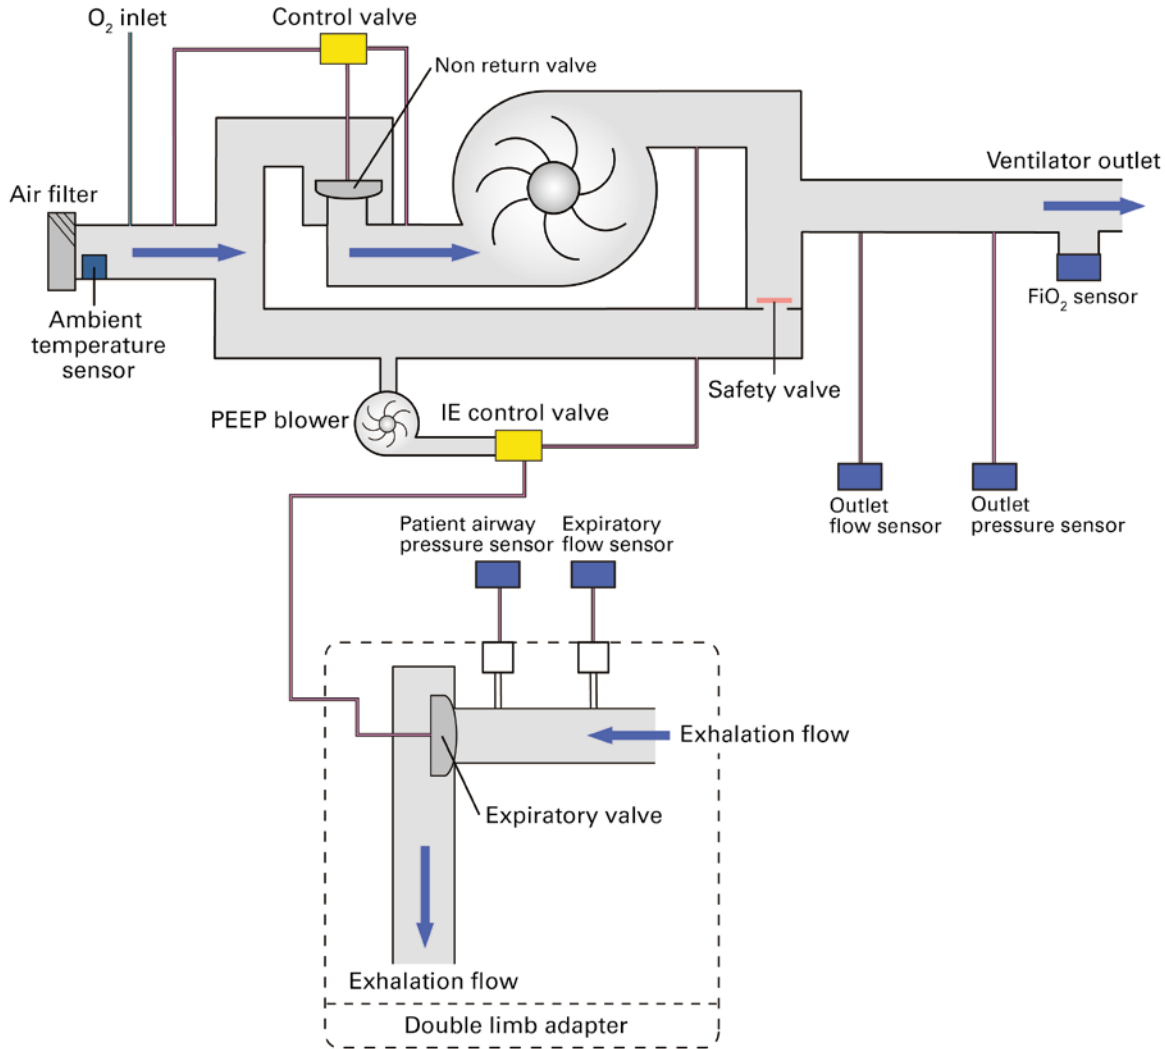 O₂ inlet
Control valve
Non return valve
Ventilator outlet
Air filter
FiO₂ sensor
Ambient
temperature
sensor
Safety valve
PEEP blower
IE control valve
Outlet
flow sensor
Outlet
pressure sensor
Patient airway
pressure sensor
Expiratory
flow sensor
Exhalation flow
Expiratory valve
Exhalation flow
Double limb adapter